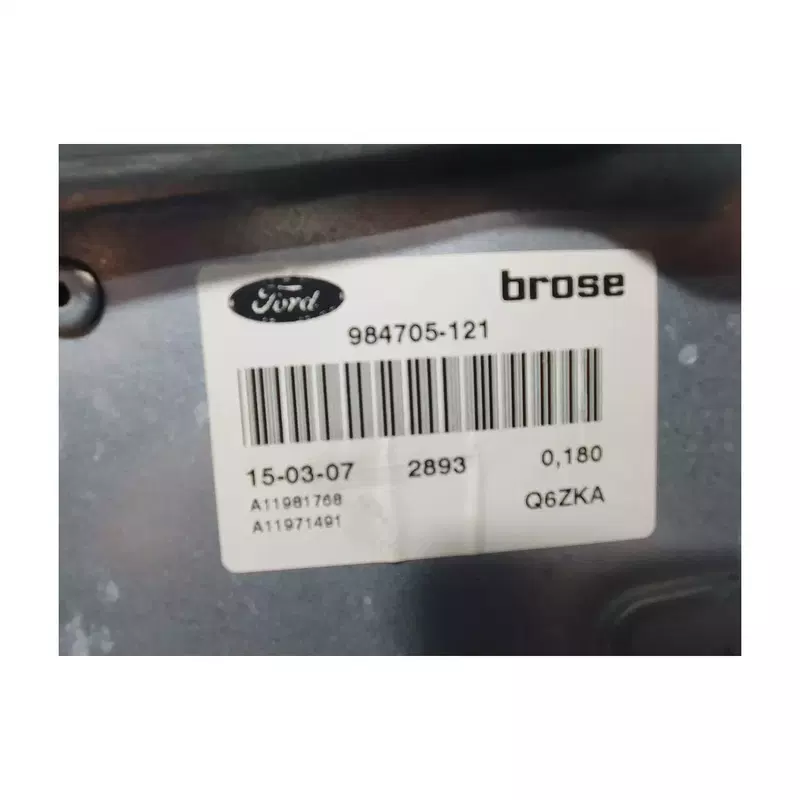 Ford brose
984705-121
15-03-07 2893 0,180
A11981768 Q6ZKA
A11971491